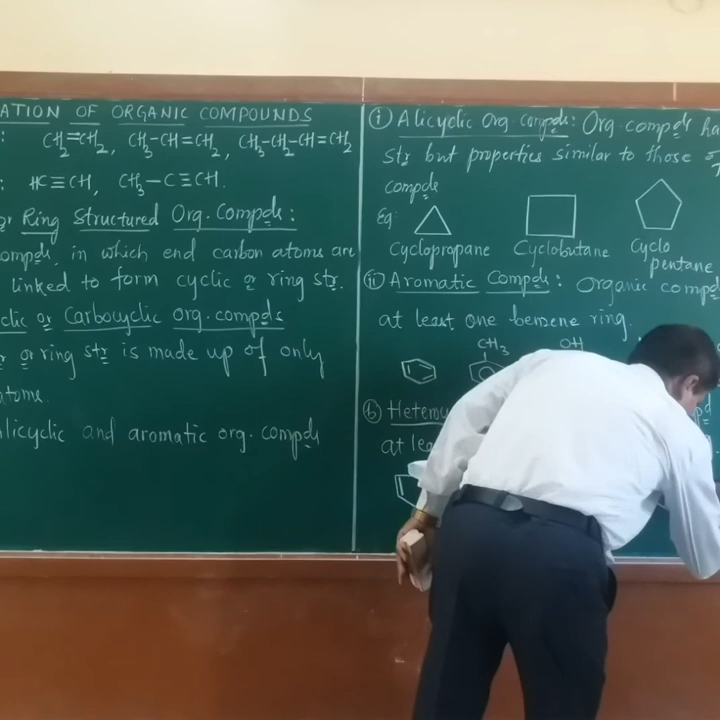 ATION OF ORGANIC COMPOUNDS
: CH₂=CH₂, CH₃-CH=CH₂, CH₃-CH₂-CH=CH₂
: HC≡CH, CH₃-C≡CH.
or Ring Structured Org. Compds:
ompds, in which end carbon atoms are
linked to form cyclic or ring str.
clic or Carbocyclic org. compds
r or ring str is made up of only
atoms.
alicyclic and aromatic org. compds
i) Alicyclic Org. compds: Org. compds ha
str but properties similar to those of
compds
Eg:
Cyclopropane Cyclobutane Cyclo
pentane
ii) Aromatic Compds: Organic compd
at least one benzene ring.
CH₃ OH
b) Heteroc
at lea